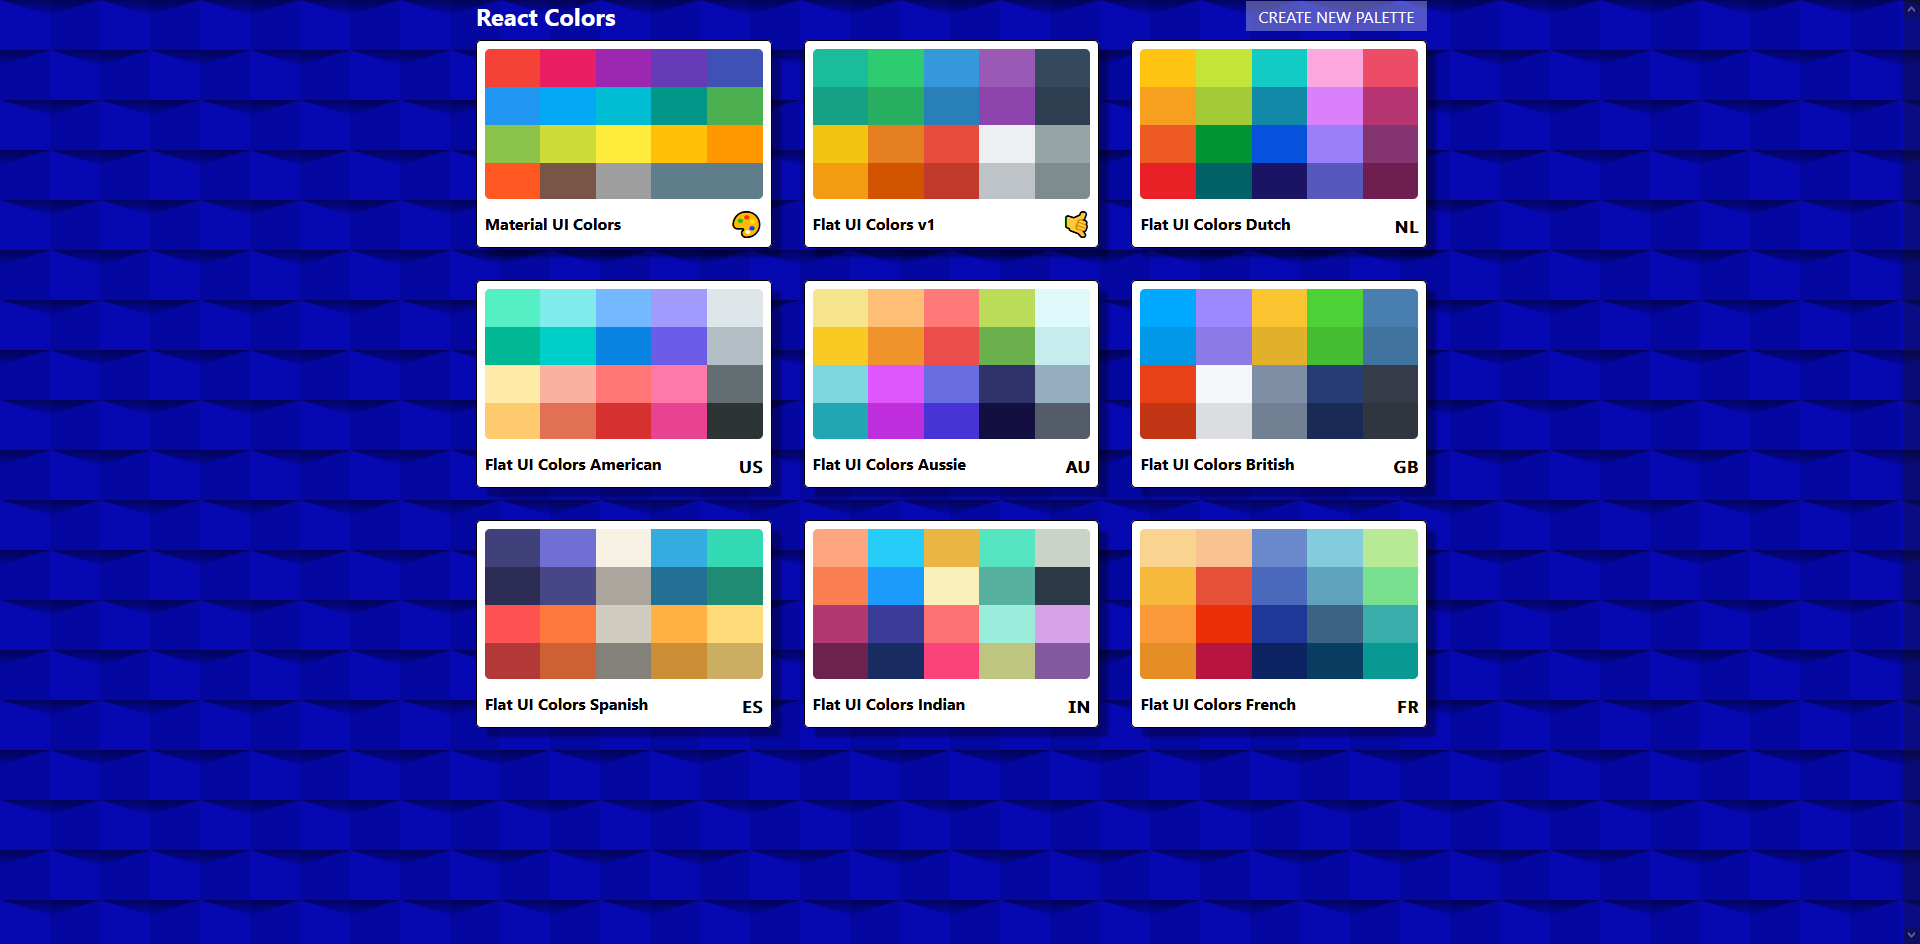 React Colors
CREATE NEW PALETTE
Material UI Colors
Flat UI Colors v1
Flat UI Colors Dutch
NL
Flat UI Colors American
US
Flat UI Colors Aussie
AU
Flat UI Colors British
GB
Flat UI Colors Spanish
ES
Flat UI Colors Indian
IN
Flat UI Colors French
FR